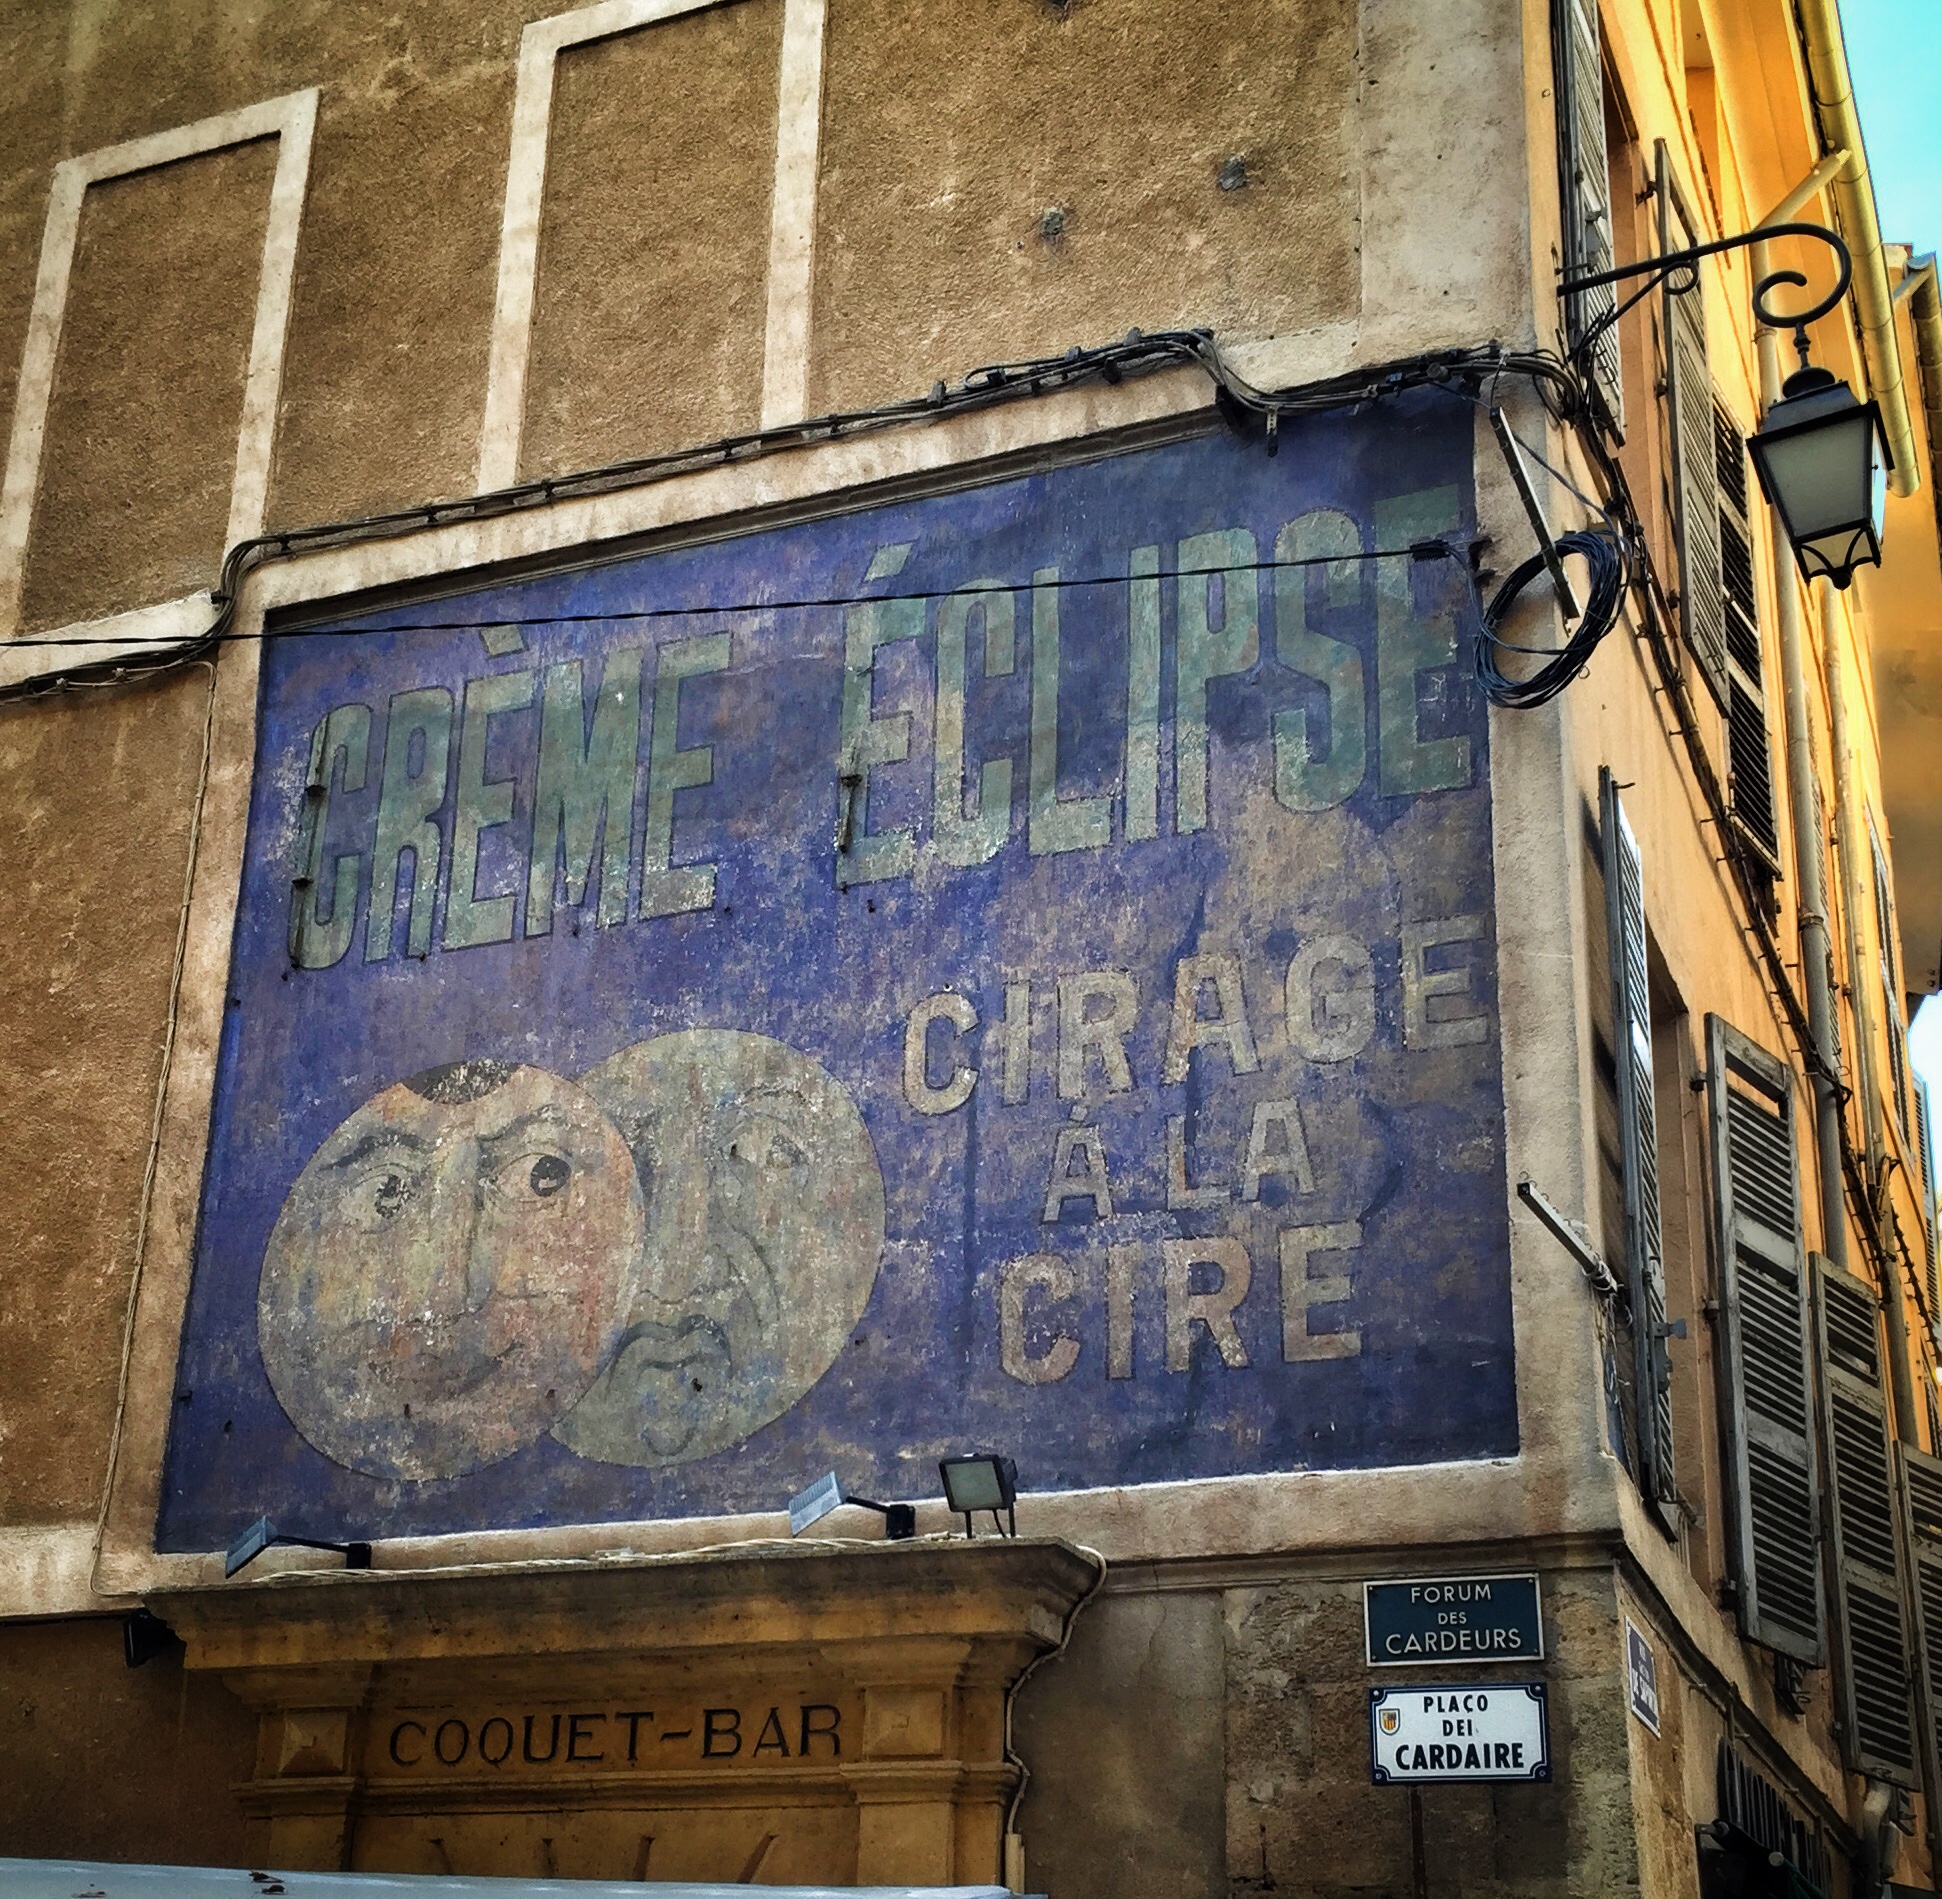 CRÈME ÉCLIPSE
CIRAGE
À LA
CIRE
COQUET-BAR
FORUM
DES
CARDEURS
PLAÇO
DEI
CARDAIRE